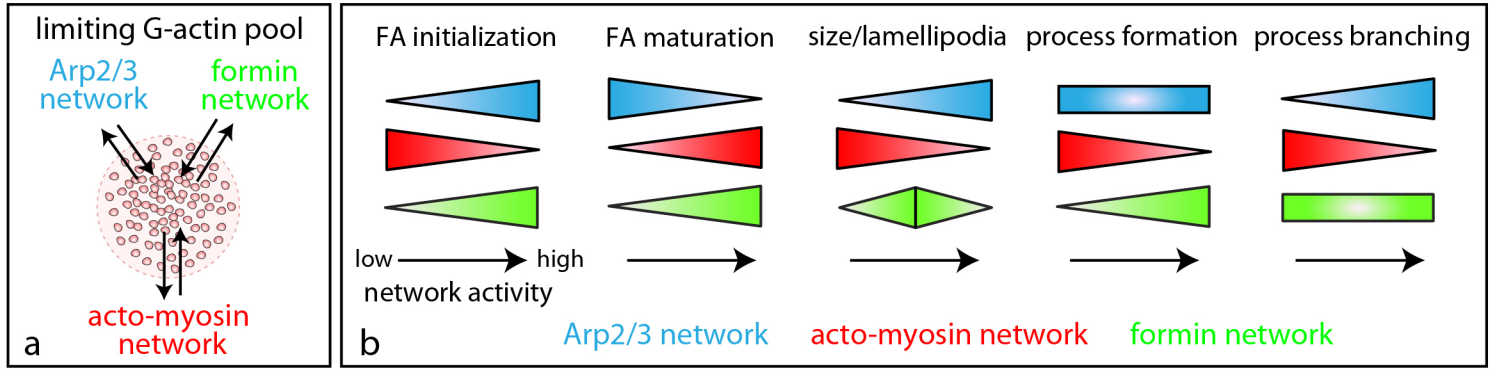 limiting G-actin pool
Arp2/3
network
formin
network
acto-myosin
network
a
FA initialization
FA maturation
size/lamellipodia
process formation
process branching
low
high
network activity
b
Arp2/3 network
acto-myosin network
formin network